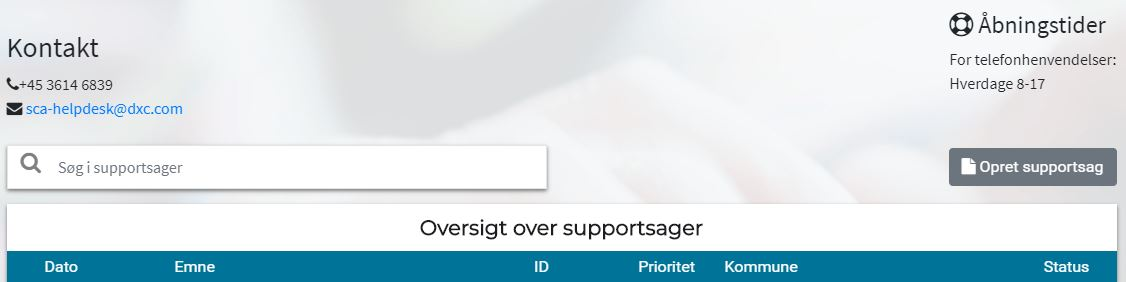 Kontakt
+45 3614 6839
sca-helpdesk@dxc.com
Åbningstider
For telefonhenvendelser:
Hverdage 8-17
Søg i supportsager
Opret supportsag
Oversigt over supportsager
Dato Emne ID Prioritet Kommune Status